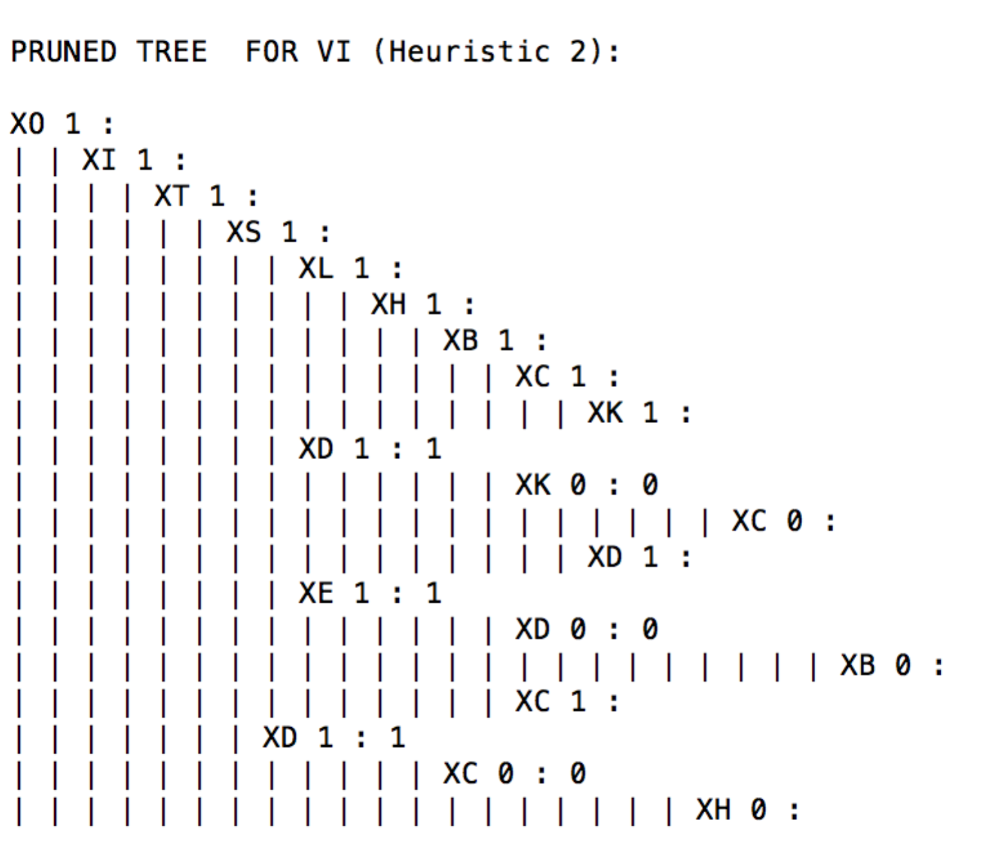 PRUNED TREE  FOR VI (Heuristic 2):
XO 1 :
| | XI 1 :
| | | | XT 1 :
| | | | | | XS 1 :
| | | | | | | | XL 1 :
| | | | | | | | | | XH 1 :
| | | | | | | | | | | | XB 1 :
| | | | | | | | | | | | | | XC 1 :
| | | | | | | | | | | | | | | | XK 1 :
| | | | | | | | XD 1 : 1
| | | | | | | | | | | | | | XK 0 : 0
| | | | | | | | | | | | | | | | | | | | XC 0 :
| | | | | | | | | | | | | | | | XD 1 :
| | | | | | | | XE 1 : 1
| | | | | | | | | | | | | | XD 0 : 0
| | | | | | | | | | | | | | | | | | | | | | | XB 0 :
| | | | | | | | | | | | | | XC 1 :
| | | | | | | XD 1 : 1
| | | | | | | | | | | | XC 0 : 0
| | | | | | | | | | | | | | | | | | | XH 0 :